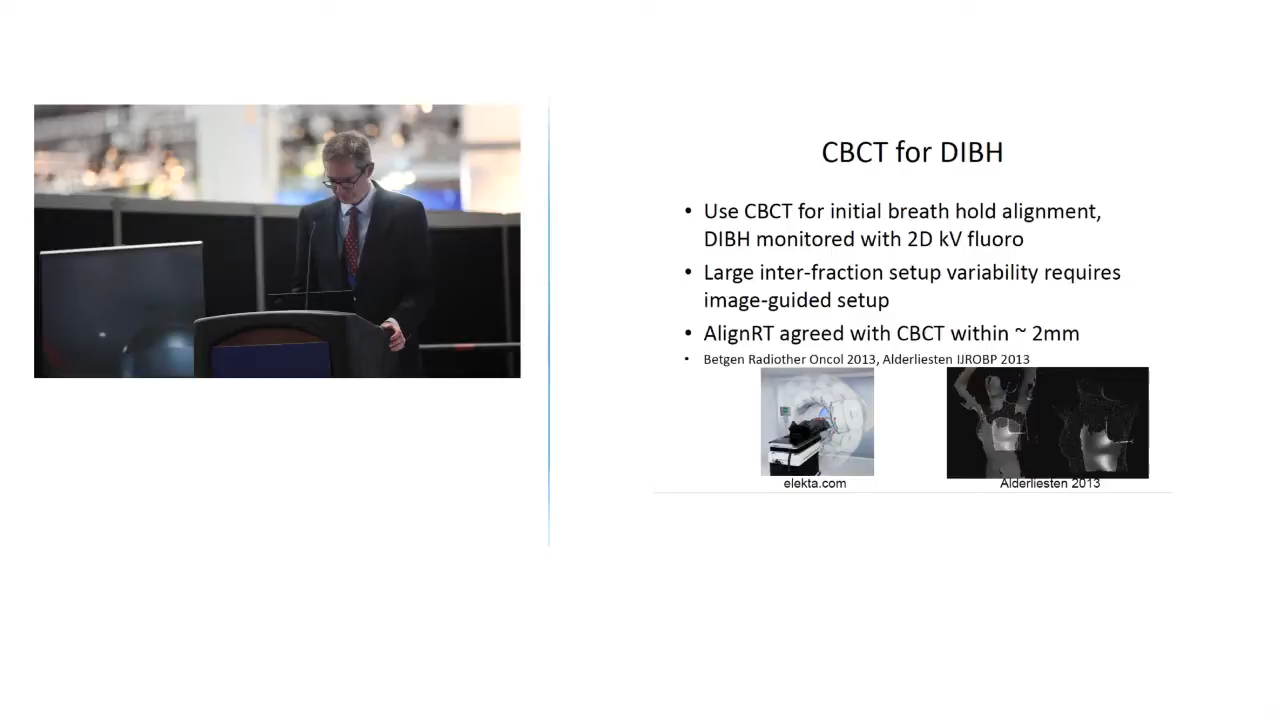 CBCT for DIBH
• Use CBCT for initial breath hold alignment,
DIBH monitored with 2D kV fluoro
• Large inter-fraction setup variability requires
image-guided setup
• AlignRT agreed with CBCT within ~ 2mm
• Betgen Radiother Oncol 2013, Alderliesten IJROBP 2013
elekta.com
Alderliesten 2013